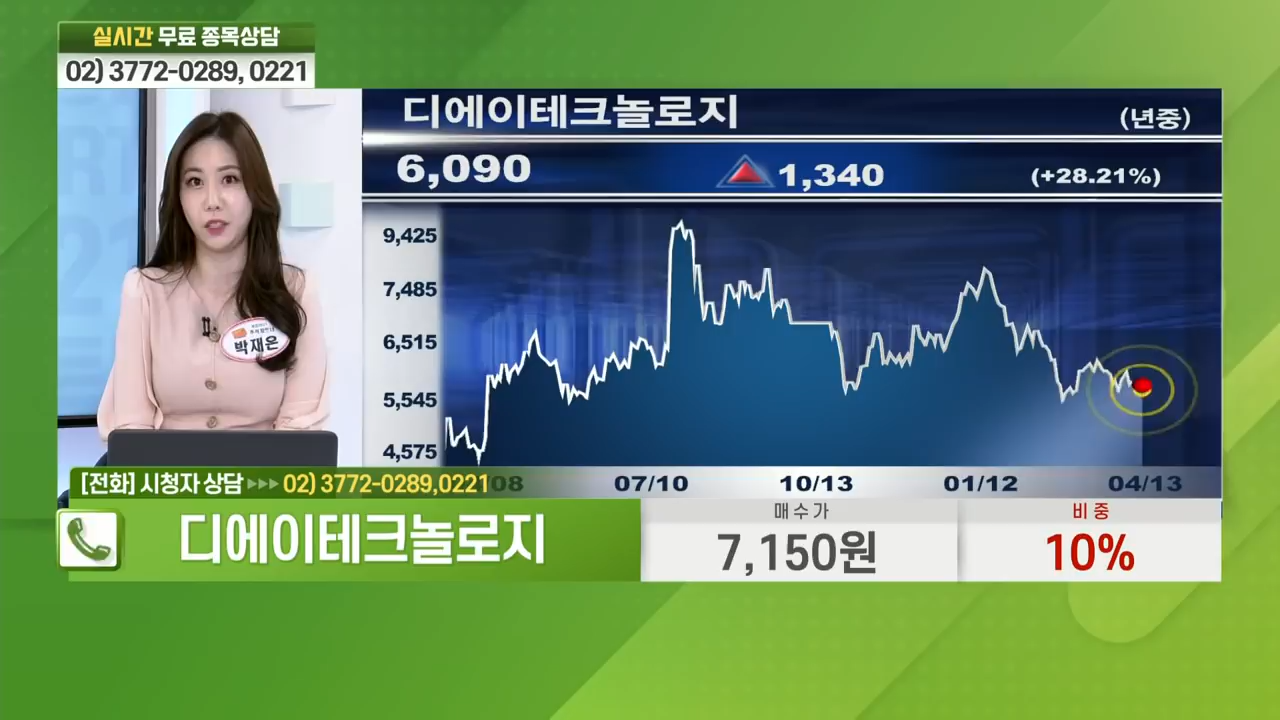 실시간 무료 종목상담
02) 3772-0289, 0221
디에이테크놀로지
(년중)
6,090
1,340
(+28.21%)
9,425
7,485
6,515
5,545
4,575
박재은
08
07/10
10/13
01/12
04/13
[전화] 시청자 상담 ▷▷▷ 02) 3772-0289,0221
디에이테크놀로지
매수가
7,150원
비중
10%